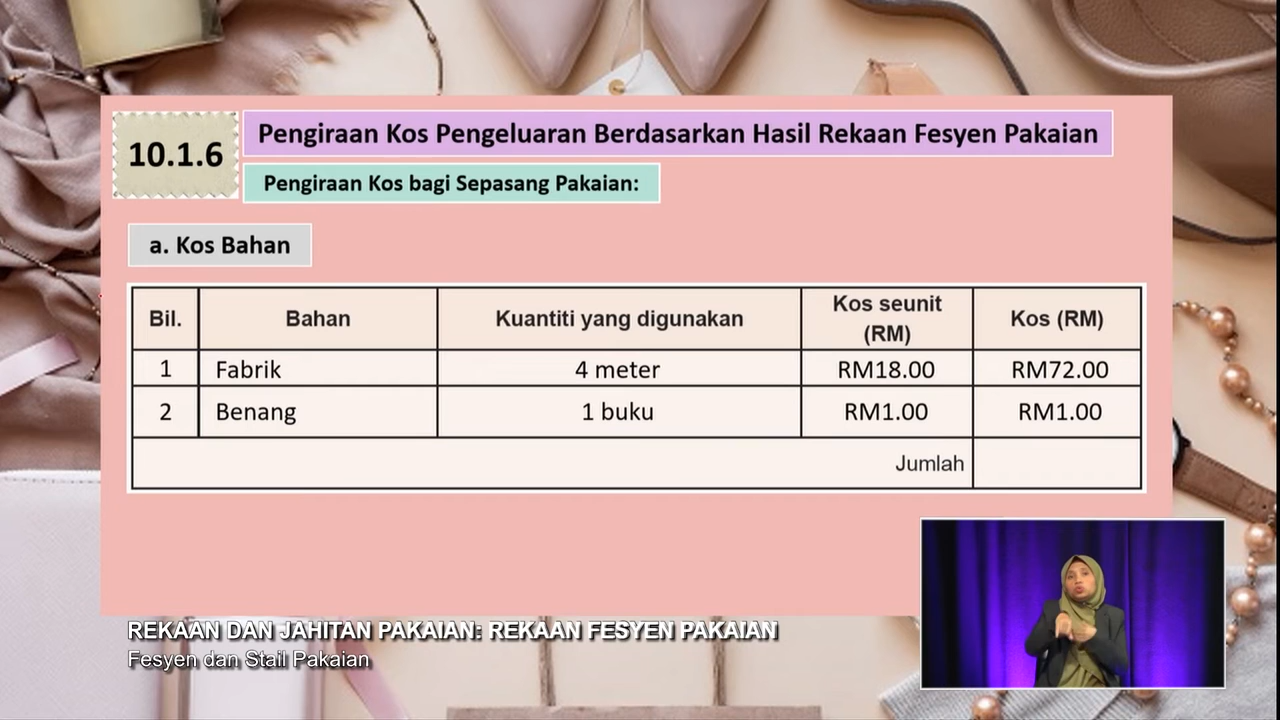 10.1.6
Pengiraan Kos Pengeluaran Berdasarkan Hasil Rekaan Fesyen Pakaian
Pengiraan Kos bagi Sepasang Pakaian:
a. Kos Bahan
Bil. Bahan Kuantiti yang digunakan Kos seunit (RM) Kos (RM)
1 Fabrik 4 meter RM18.00 RM72.00
2 Benang 1 buku RM1.00 RM1.00
Jumlah
REKAAN DAN JAHITAN PAKAIAN: REKAAN FESYEN PAKAIAN
Fesyen dan Stail Pakaian